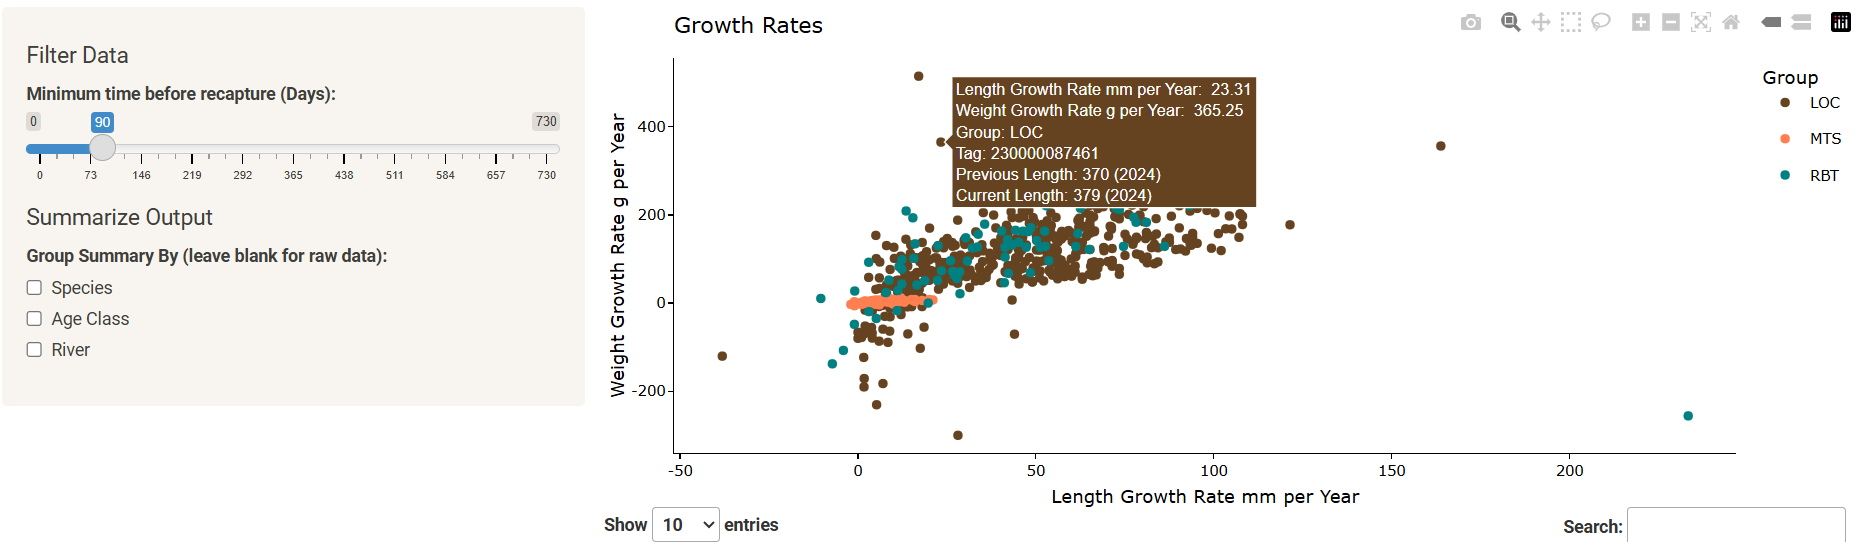 Filter Data
Minimum time before recapture (Days):
0 90 730
0 73 146 219 292 365 438 511 584 657 730
Summarize Output
Group Summary By (leave blank for raw data):
Species
Age Class
River
Growth Rates
Length Growth Rate mm per Year: 23.31
Weight Growth Rate g per Year: 365.25
Group: LOC
Tag: 230000087461
Previous Length: 370 (2024)
Current Length: 379 (2024)
Weight Growth Rate g per Year
400
200
0
-200
-50 0 50 100 150 200
Length Growth Rate mm per Year
Group
LOC
MTS
RBT
Show 10 entries
Search: